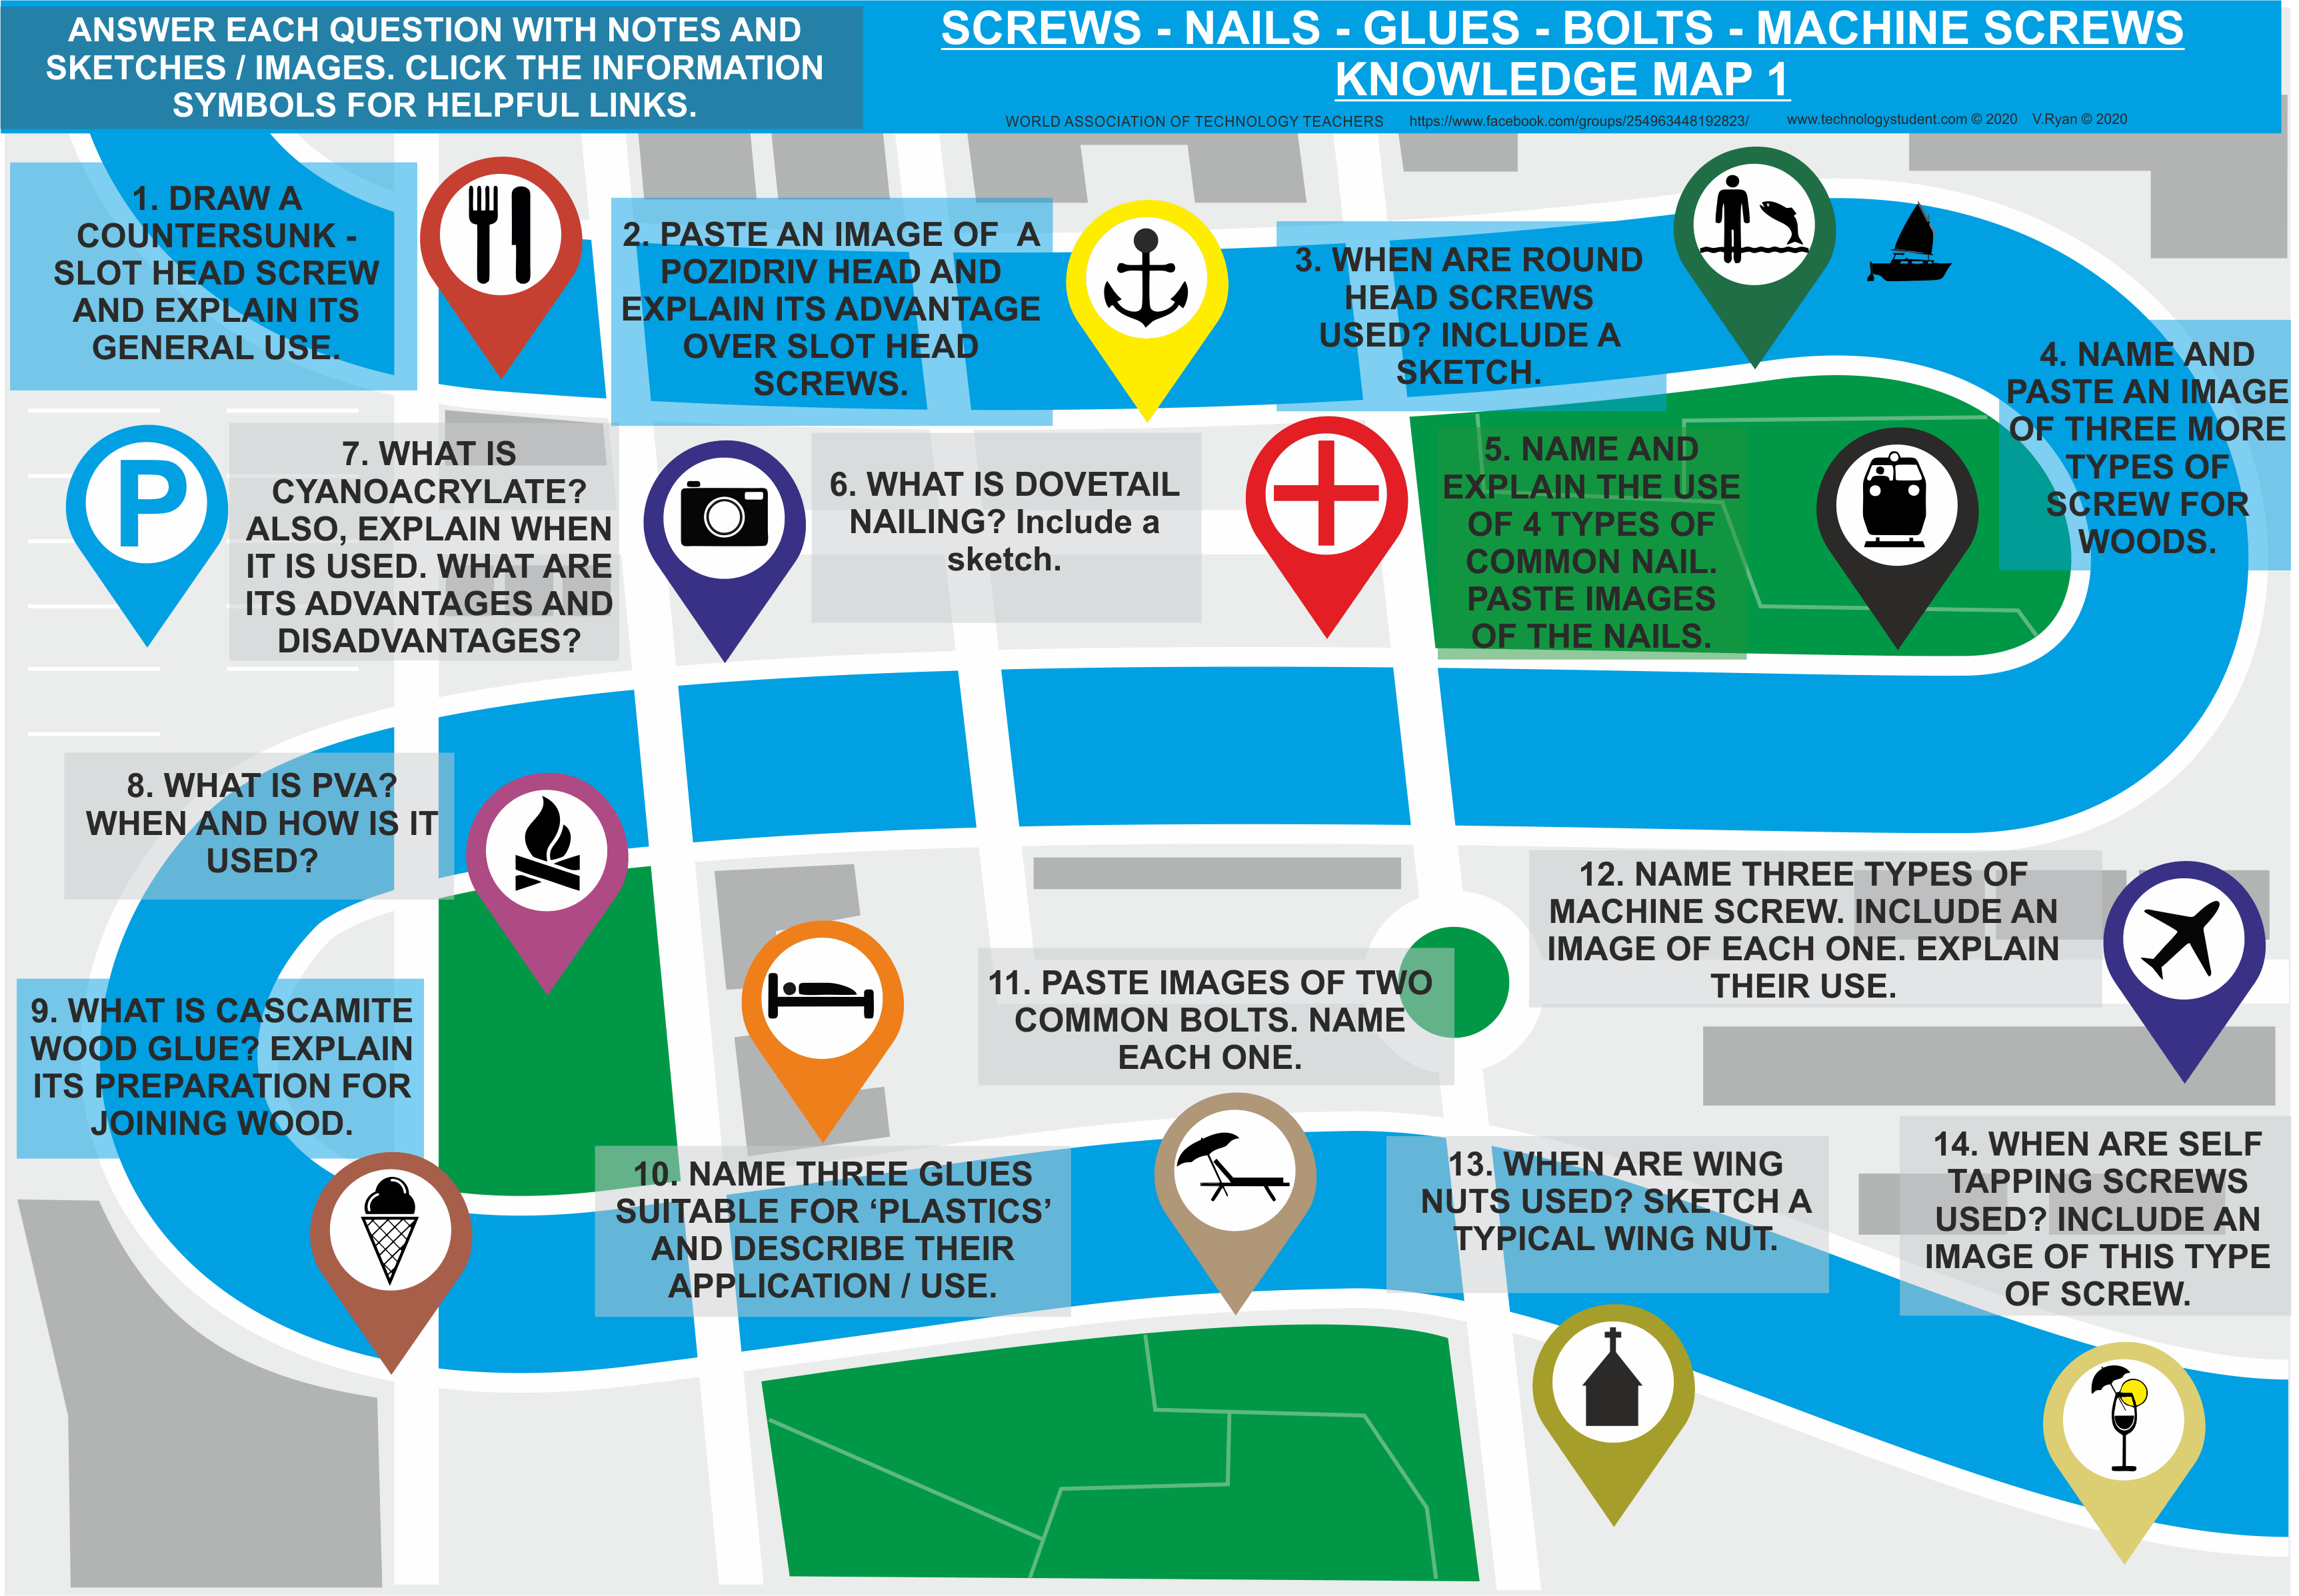 ANSWER EACH QUESTION WITH NOTES AND
SKETCHES / IMAGES. CLICK THE INFORMATION
SYMBOLS FOR HELPFUL LINKS.
SCREWS - NAILS - GLUES - BOLTS - MACHINE SCREWS
KNOWLEDGE MAP 1
WORLD ASSOCIATION OF TECHNOLOGY TEACHERS https://www.facebook.com/groups/254963448192823/ www.technologystudent.com © 2020 V.Ryan © 2020
1. DRAW A
COUNTERSUNK -
SLOT HEAD SCREW
AND EXPLAIN ITS
GENERAL USE.
2. PASTE AN IMAGE OF A
POZIDRIV HEAD AND
EXPLAIN ITS ADVANTAGE
OVER SLOT HEAD
SCREWS.
3. WHEN ARE ROUND
HEAD SCREWS
USED? INCLUDE A
SKETCH.
4. NAME AND
PASTE AN IMAGE
OF THREE MORE
TYPES OF
SCREW FOR
WOODS.
P
7. WHAT IS
CYANOACRYLATE?
ALSO, EXPLAIN WHEN
IT IS USED. WHAT ARE
ITS ADVANTAGES AND
DISADVANTAGES?
6. WHAT IS DOVETAIL
NAILING? Include a
sketch.
5. NAME AND
EXPLAIN THE USE
OF 4 TYPES OF
COMMON NAIL.
PASTE IMAGES
OF THE NAILS.
8. WHAT IS PVA?
WHEN AND HOW IS IT
USED?
9. WHAT IS CASCAMITE
WOOD GLUE? EXPLAIN
ITS PREPARATION FOR
JOINING WOOD.
10. NAME THREE GLUES
SUITABLE FOR ‘PLASTICS’
AND DESCRIBE THEIR
APPLICATION / USE.
11. PASTE IMAGES OF TWO
COMMON BOLTS. NAME
EACH ONE.
12. NAME THREE TYPES OF
MACHINE SCREW. INCLUDE AN
IMAGE OF EACH ONE. EXPLAIN
THEIR USE.
13. WHEN ARE WING
NUTS USED? SKETCH A
TYPICAL WING NUT.
14. WHEN ARE SELF
TAPPING SCREWS
USED? INCLUDE AN
IMAGE OF THIS TYPE
OF SCREW.